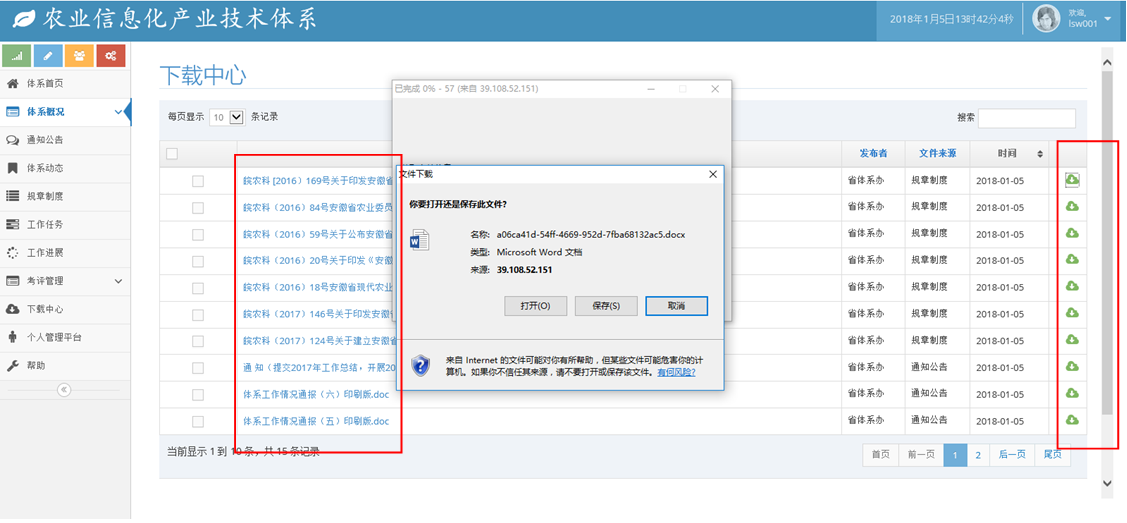 农业信息化产业技术体系
2018年1月5日13时42分4秒
欢迎,
lsw001
体系首页
体系概况
通知公告
体系动态
规章制度
工作任务
工作进展
考评管理
下载中心
个人管理平台
帮助
下载中心
每页显示 10 条记录
搜索
发布者 文件来源 时间
皖农科 [2016）169号关于印发安徽省 省体系办 规章制度 2018-01-05
皖农科（2016）84号安徽省农业委员 省体系办 规章制度 2018-01-05
皖农科（2016）59号关于公布安徽省 省体系办 规章制度 2018-01-05
皖农科（2016）20号关于印发《安徽 省体系办 规章制度 2018-01-05
皖农科（2016）18号安徽省现代农业 省体系办 规章制度 2018-01-05
皖农科（2017）146号关于印发安徽 省体系办 规章制度 2018-01-05
皖农科（2017）124号关于建立安徽省 省体系办 规章制度 2018-01-05
通 知（提交2017年工作总结，开展20 省体系办 通知公告 2018-01-05
体系工作情况通报（六）印刷版.doc 省体系办 通知公告 2018-01-05
体系工作情况通报（五）印刷版.doc 省体系办 通知公告 2018-01-05
当前显示 1 到 10 条，共 15 条记录
首页 前一页 1 2 后一页 尾页
已完成 0% - 57 (来自 39.108.52.151)
文件下载
你要打开还是保存此文件?
名称: a06ca41d-54ff-4669-952d-7fba68132ac5.docx
类型: Microsoft Word 文档
来源: 39.108.52.151
打开(O) 保存(S) 取消
来自 Internet 的文件可能对你有所帮助，但某些文件可能危害你的计
算机。如果你不信任其来源，请不要打开或保存该文件。有何风险?